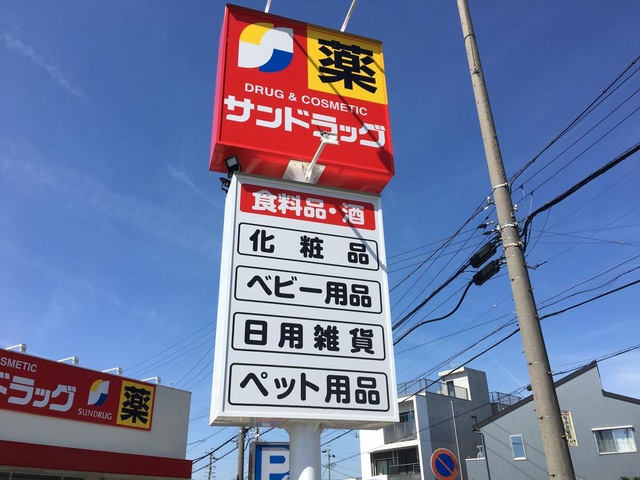 薬
DRUG & COSMETIC
サンドラッグ
食料品・酒
化粧品
ベビー用品
日用雑貨
ペット用品
COSMETIC
ドラッグ
SUNDRUG
薬
P